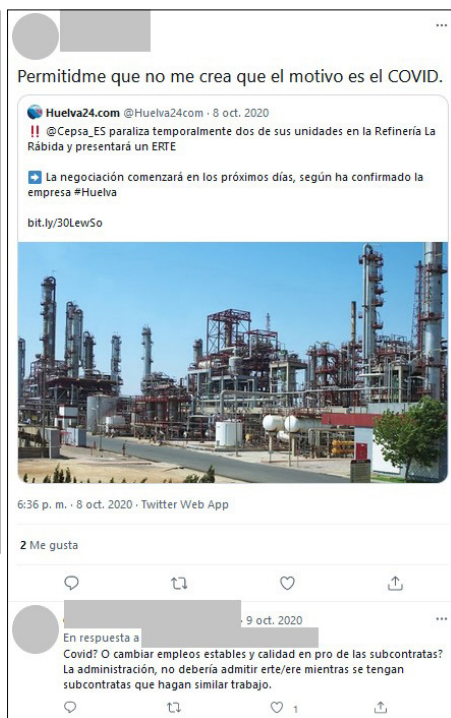 Permitidme que no me crea que el motivo es el COVID.
Huelva24.com @Huelva24com · 8 oct. 2020
‼ @Cepsa_ES paraliza temporalmente dos de sus unidades en la Refinería La
Rábida y presentará un ERTE
➡ La negociación comenzará en los próximos días, según ha confirmado la
empresa #Huelva
bit.ly/30LewSo
6:36 p. m. · 8 oct. 2020 · Twitter Web App
2 Me gusta
· 9 oct. 2020
En respuesta a
Covid? O cambiar empleos estables y calidad en pro de las subcontratas?
La administración, no debería admitir erte/ere mientras se tengan
subcontratas que hagan similar trabajo.
1